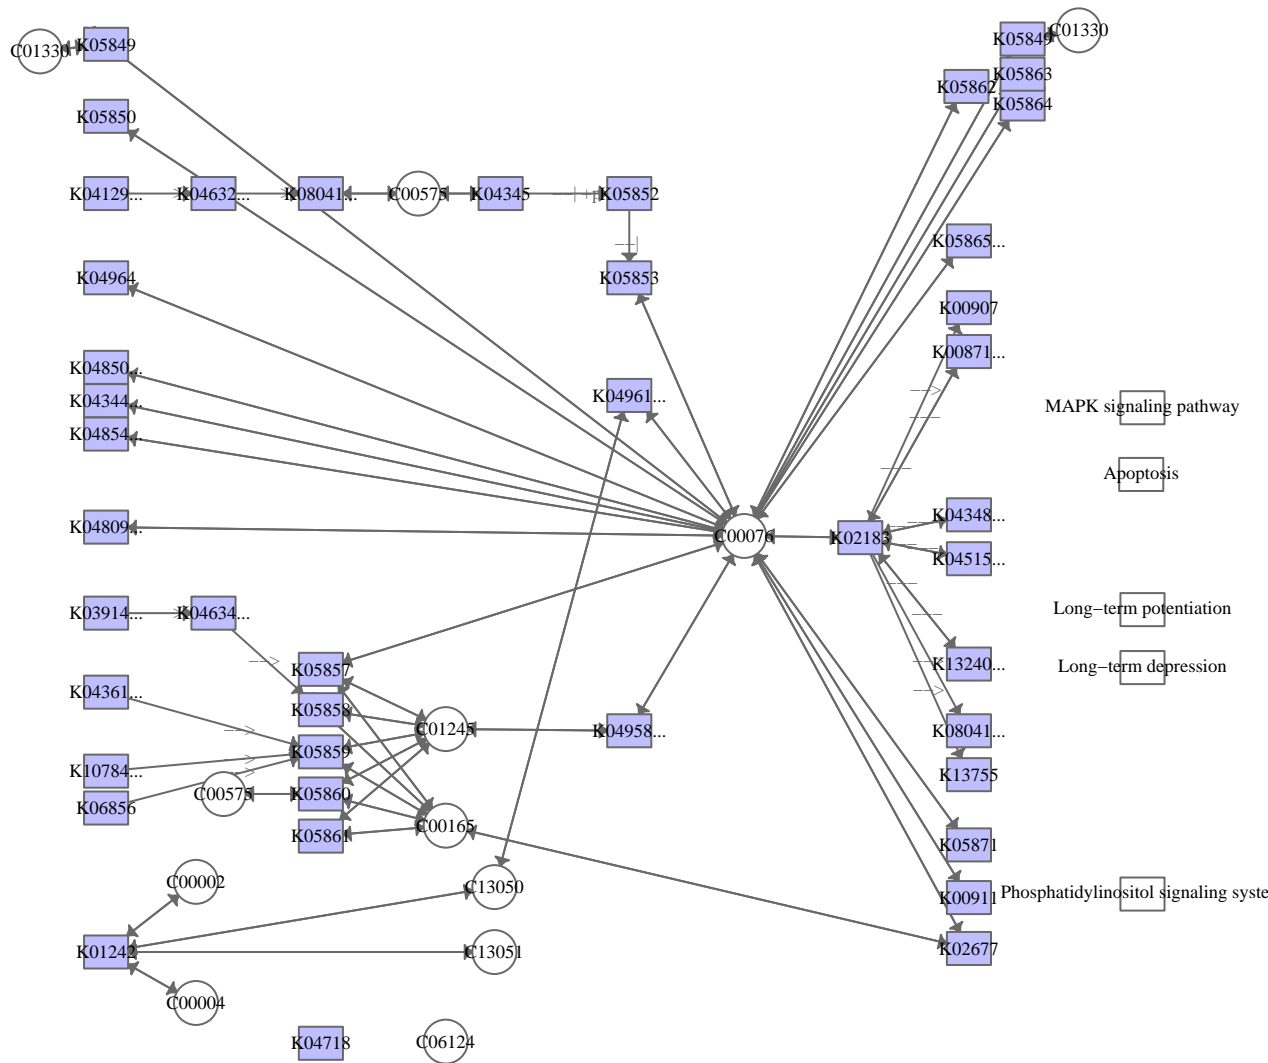 C01330
K05849
K05849
C01330
K05863
K05862
K05864
K05850
K04129...
K04632...
K08041...
C00575
K04345
K05852
K05865...
K04964
K05853
K00907
K00871...
K04850...
K04344...
K04854...
K04961...
MAPK signaling pathway
Apoptosis
K04809...
C00076
K02183
K04348...
K04515...
K03914...
K04634...
Long−term potentiation
K05857
K13240...
Long−term depression
K04361...
K05858
C01245
K04958...
K08041...
K05859
K10784...
K13755
K06856
C00575
K05860
C00165
K05861
K05871
C00002
C13050
K00911
Phosphatidylinositol signaling syste
K01242
C13051
K02677
C00004
K04718
C06124